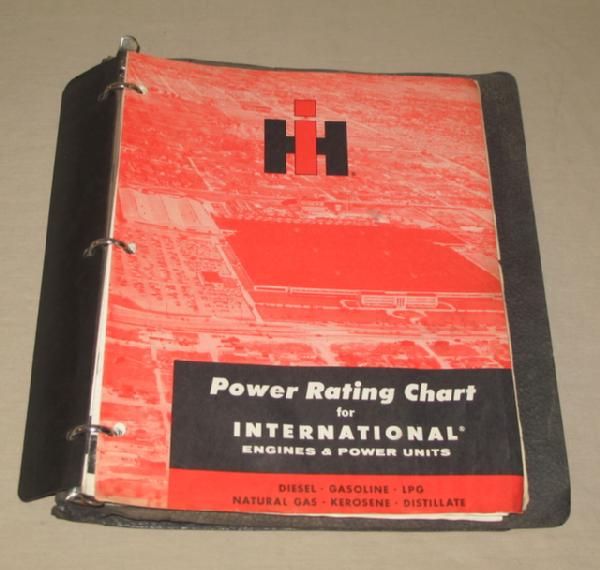 IH®
Power Rating Chart
for
INTERNATIONAL®
ENGINES & POWER UNITS
DIESEL · GASOLINE · LPG
NATURAL GAS · KEROSENE · DISTILLATE